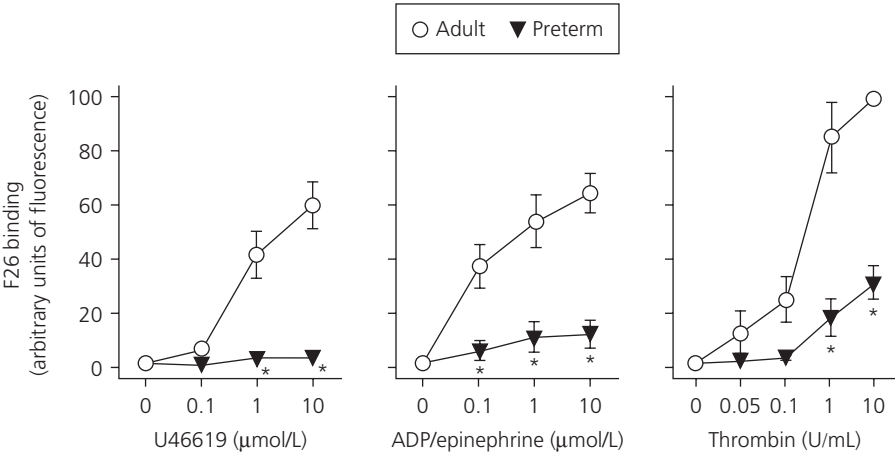 Adult Preterm
F26 binding
(arbitrary units of fluorescence)
100
80
60
40
20
0
* * * * * * *
0 0.1 1 10 0 0.1 1 10 0 0.05 0.1 1 10
U46619 (μmol/L) ADP/epinephrine (μmol/L) Thrombin (U/mL)